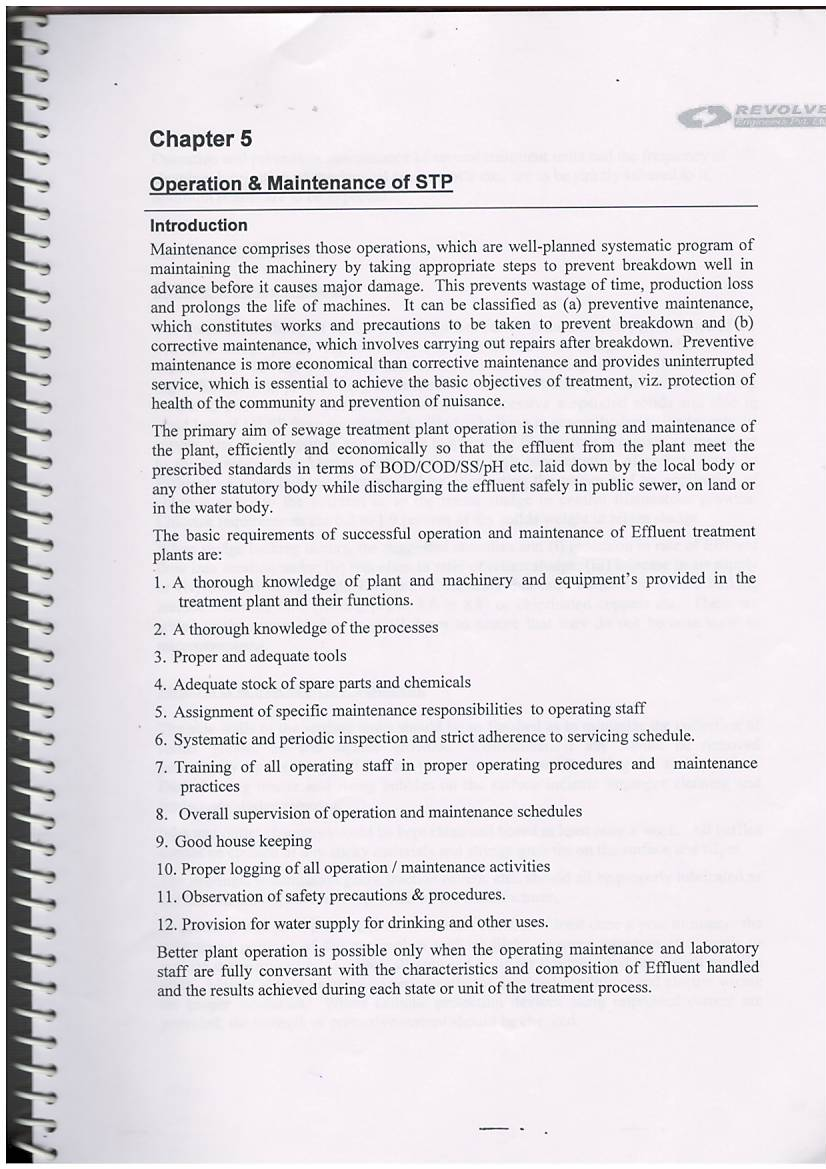 REVOLVE
Engineers Pvt. Ltd
Chapter 5
Operation & Maintenance of STP
Introduction
Maintenance comprises those operations, which are well-planned systematic program of
maintaining the machinery by taking appropriate steps to prevent breakdown well in
advance before it causes major damage. This prevents wastage of time, production loss
and prolongs the life of machines. It can be classified as (a) preventive maintenance,
which constitutes works and precautions to be taken to prevent breakdown and (b)
corrective maintenance, which involves carrying out repairs after breakdown. Preventive
maintenance is more economical than corrective maintenance and provides uninterrupted
service, which is essential to achieve the basic objectives of treatment, viz. protection of
health of the community and prevention of nuisance.
The primary aim of sewage treatment plant operation is the running and maintenance of
the plant, efficiently and economically so that the effluent from the plant meet the
prescribed standards in terms of BOD/COD/SS/pH etc. laid down by the local body or
any other statutory body while discharging the effluent safely in public sewer, on land or
in the water body.
The basic requirements of successful operation and maintenance of Effluent treatment
plants are:
1. A thorough knowledge of plant and machinery and equipment's provided in the
treatment plant and their functions.
2. A thorough knowledge of the processes
3. Proper and adequate tools
4. Adequate stock of spare parts and chemicals
5. Assignment of specific maintenance responsibilities to operating staff
6. Systematic and periodic inspection and strict adherence to servicing schedule.
7. Training of all operating staff in proper operating procedures and maintenance
practices
8. Overall supervision of operation and maintenance schedules
9. Good house keeping
10. Proper logging of all operation / maintenance activities
11. Observation of safety precautions & procedures.
12. Provision for water supply for drinking and other uses.
Better plant operation is possible only when the operating maintenance and laboratory
staff are fully conversant with the characteristics and composition of Effluent handled
and the results achieved during each state or unit of the treatment process.